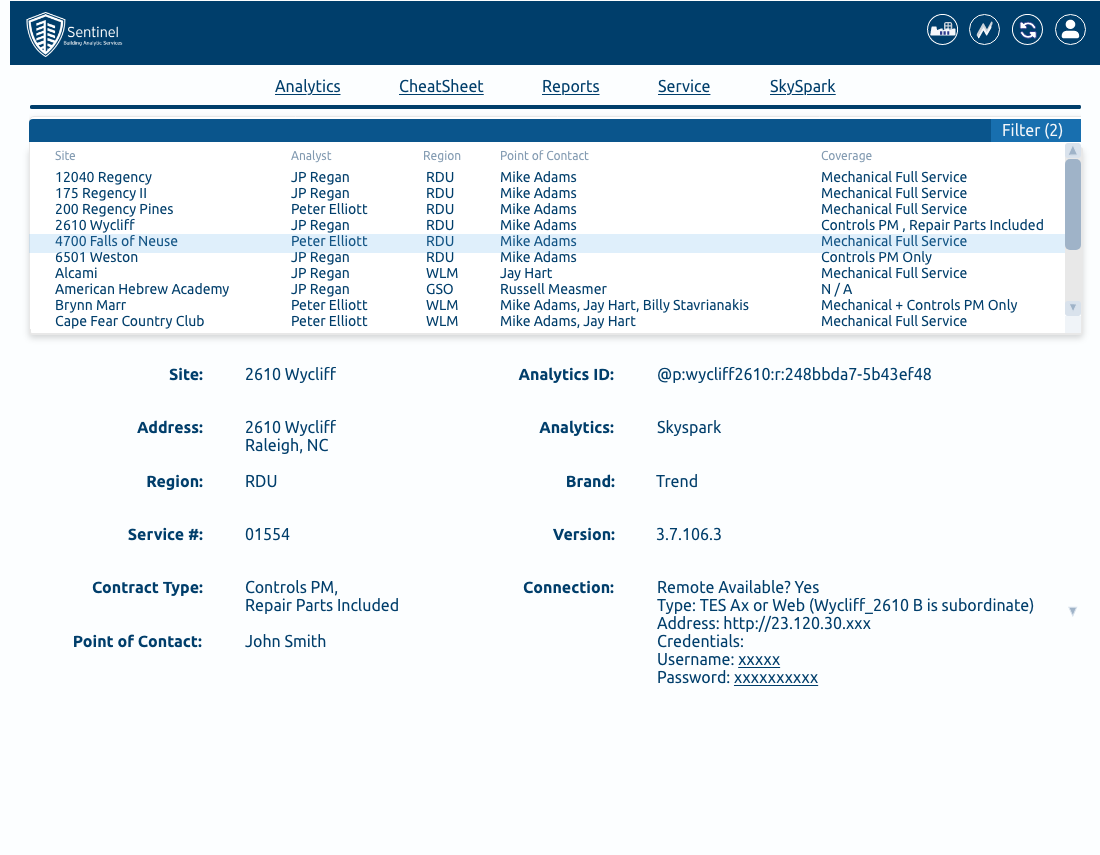 Sentinel
Building Analytic Services
Analytics CheatSheet Reports Service SkySpark
Filter (2)
Site Analyst Region Point of Contact Coverage
12040 Regency JP Regan RDU Mike Adams Mechanical Full Service
175 Regency II JP Regan RDU Mike Adams Mechanical Full Service
200 Regency Pines Peter Elliott RDU Mike Adams Mechanical Full Service
2610 Wycliff JP Regan RDU Mike Adams Controls PM , Repair Parts Included
4700 Falls of Neuse Peter Elliott RDU Mike Adams Mechanical Full Service
6501 Weston JP Regan RDU Mike Adams Controls PM Only
Alcami JP Regan WLM Jay Hart Mechanical Full Service
American Hebrew Academy JP Regan GSO Russell Measmer N / A
Brynn Marr Peter Elliott WLM Mike Adams, Jay Hart, Billy Stavrianakis Mechanical + Controls PM Only
Cape Fear Country Club Peter Elliott WLM Mike Adams, Jay Hart Mechanical Full Service
Site: 2610 Wycliff Analytics ID: @p:wycliff2610:r:248bbda7-5b43ef48
Address: 2610 Wycliff Analytics: Skyspark
Raleigh, NC
Region: RDU Brand: Trend
Service #: 01554 Version: 3.7.106.3
Contract Type: Controls PM, Connection: Remote Available? Yes
Repair Parts Included Type: TES Ax or Web (Wycliff_2610 B is subordinate)
Address: http://23.120.30.xxx
Point of Contact: John Smith Credentials:
Username: xxxxx
Password: xxxxxxxxxx